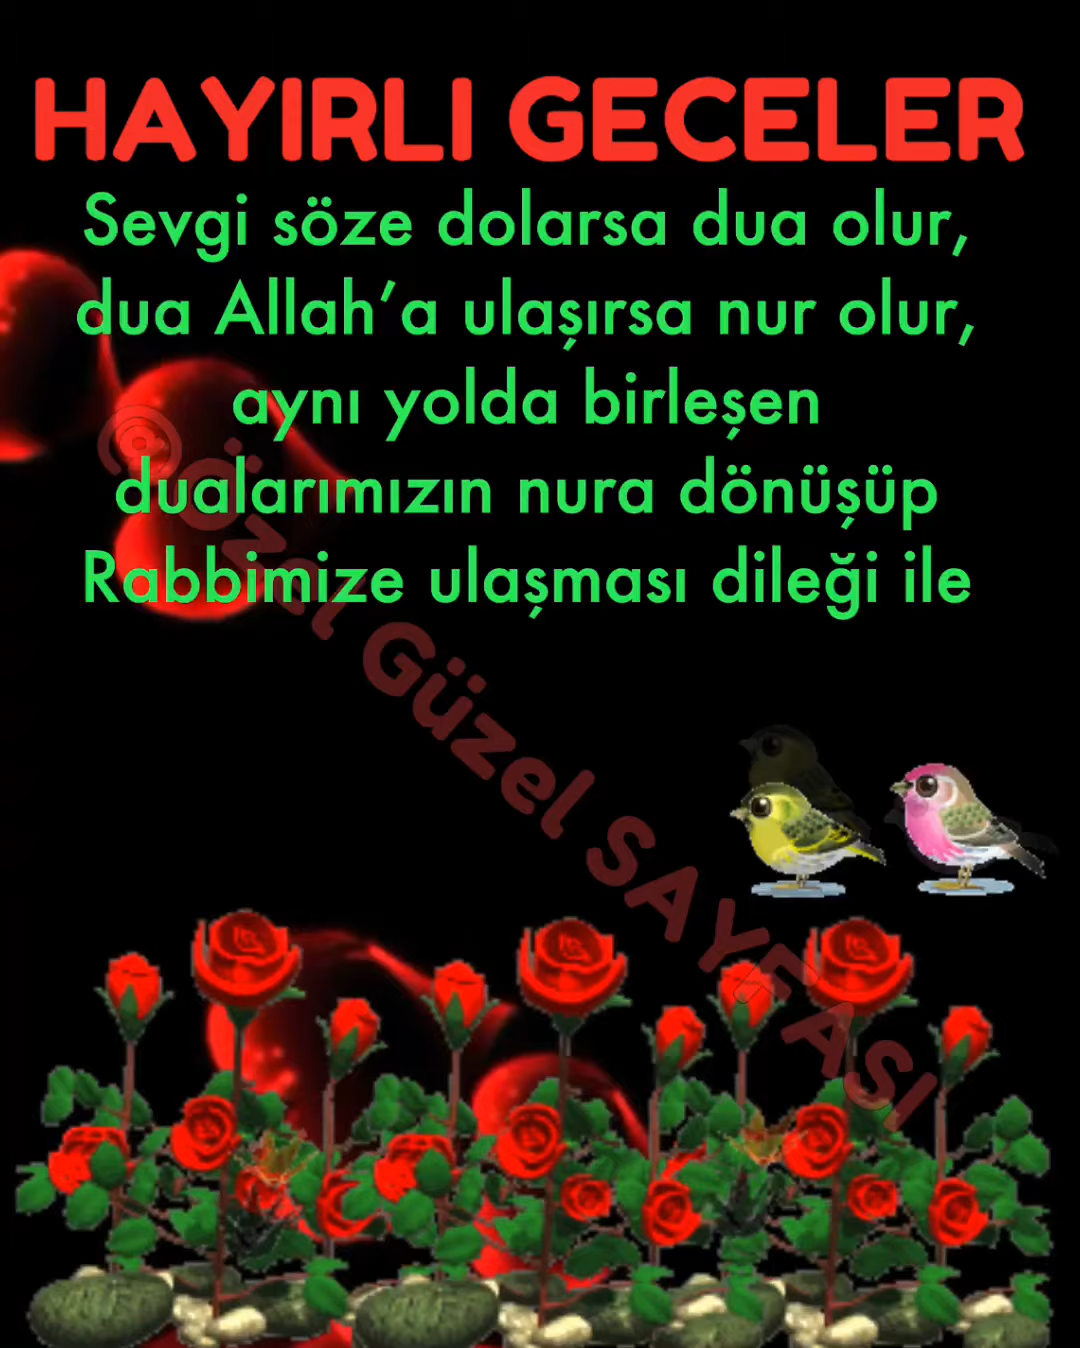 HAYIRLI GECELER
Sevgi söze dolarsa dua olur,
dua Allah’a ulaşırsa nur olur,
aynı yolda birleşen
dualarımızın nura dönüşüp
Rabbimize ulaşması dileği ile
@Özel Güzel SAYFASI